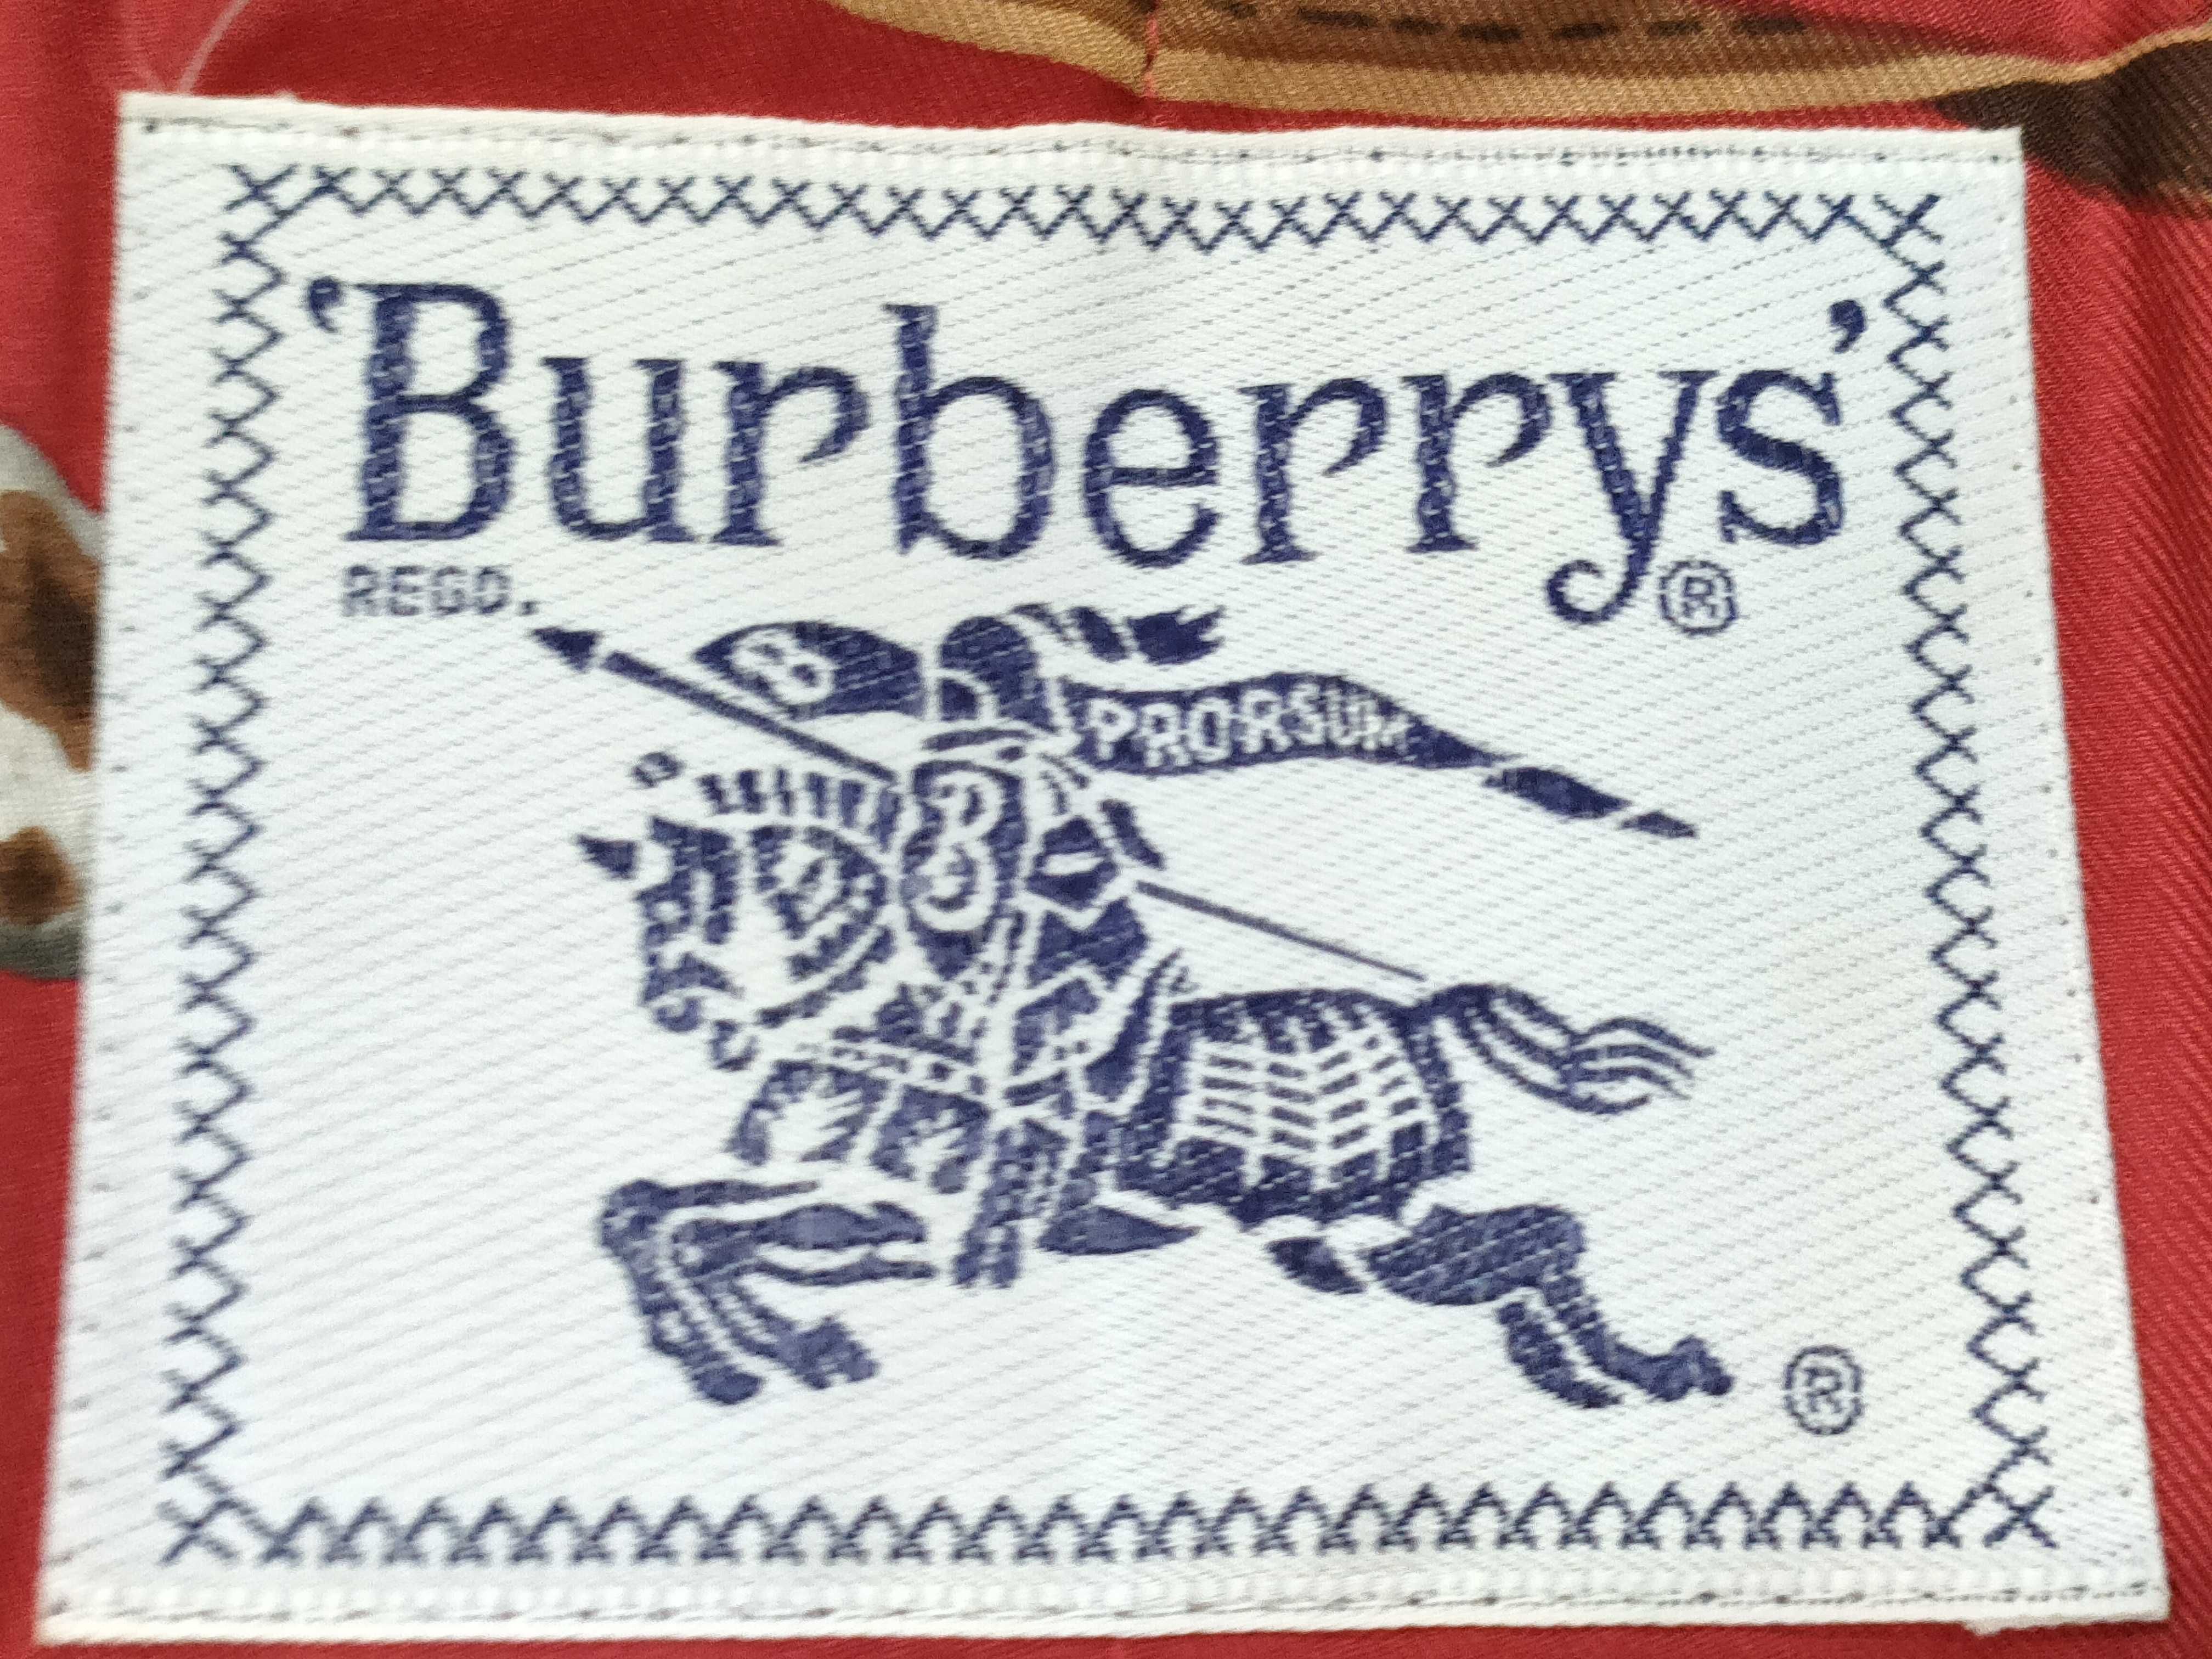 'Burberrys'
REGD. ®
B
PRORSUM
B
®